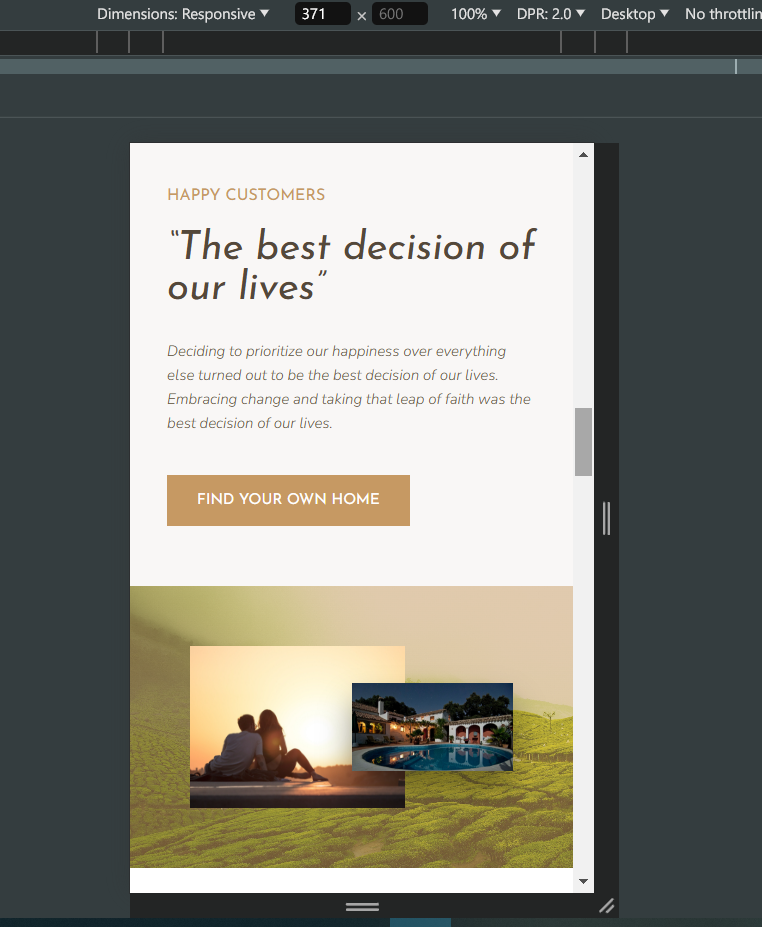 Dimensions: Responsive 371 × 600 100% DPR: 2.0 Desktop
HAPPY CUSTOMERS
“The best decision of
our lives”
Deciding to prioritize our happiness over everything
else turned out to be the best decision of our lives.
Embracing change and taking that leap of faith was the
best decision of our lives.
FIND YOUR OWN HOME